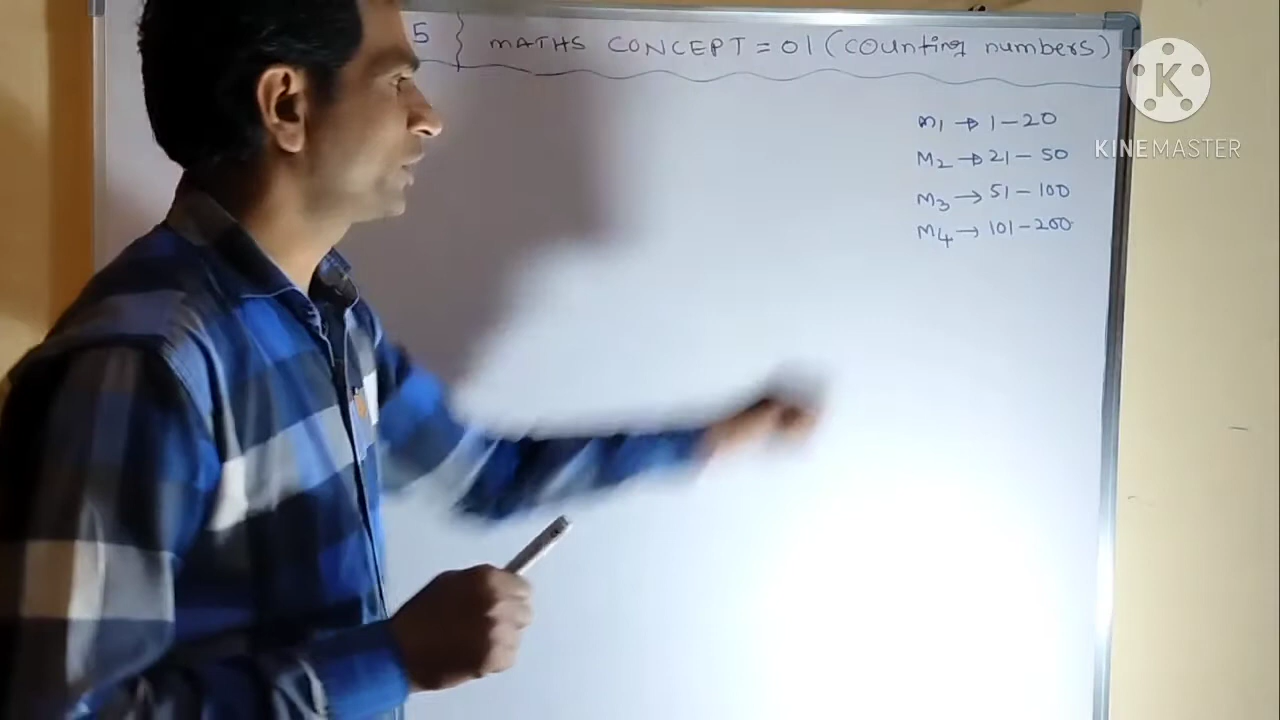 5 } MATHS CONCEPT = 01 (counting numbers)
M1 → 1-20
M2 → 21-50
M3 → 51-100
M4 → 101-200
K
KINEMASTER